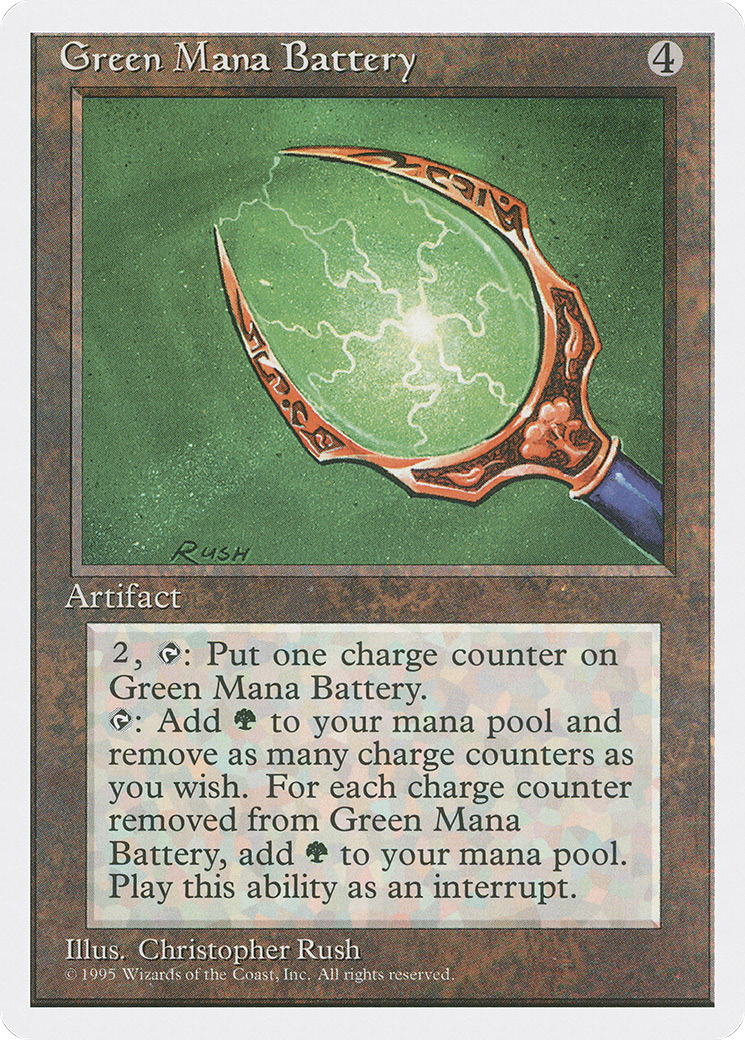 Green Mana Battery 4
RUSH
Artifact
2, : Put one charge counter on
Green Mana Battery.
: Add to your mana pool and
remove as many charge counters as
you wish. For each charge counter
removed from Green Mana
Battery, add to your mana pool.
Play this ability as an interrupt.
Illus. Christopher Rush
© 1995 Wizards of the Coast, Inc. All rights reserved.